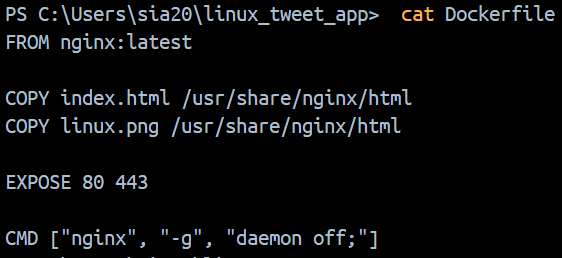 PS C:\Users\sia20\linux_tweet_app>  cat Dockerfile
FROM nginx:latest
COPY index.html /usr/share/nginx/html
COPY linux.png /usr/share/nginx/html
EXPOSE 80 443
CMD ["nginx", "-g", "daemon off;"]